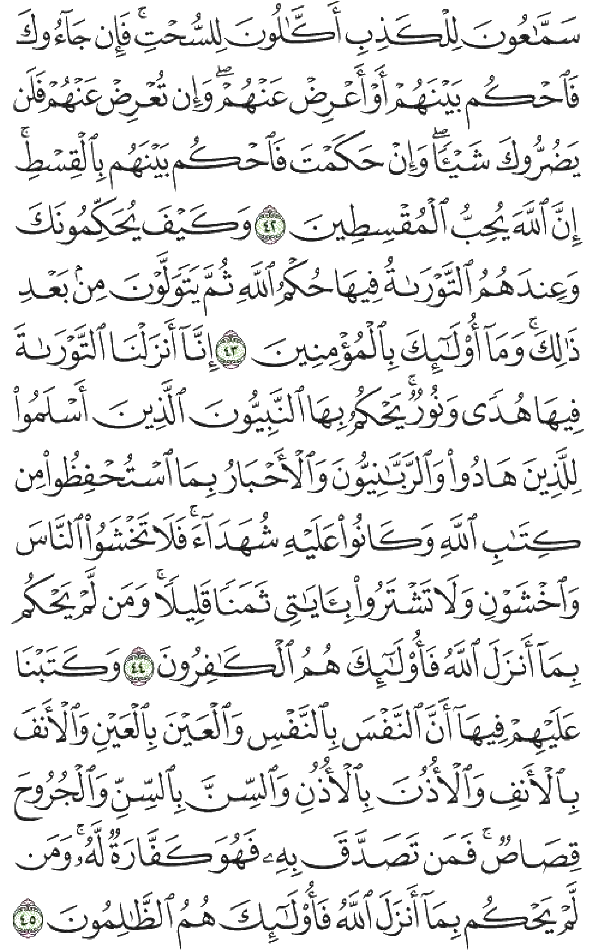 سَمَّٰعُونَ لِلْكَذِبِ أَكَّٰلُونَ لِلسُّحْتِ ۚ فَإِن جَآءُوكَ
فَٱحْكُم بَيْنَهُمْ أَوْ أَعْرِضْ عَنْهُمْ ۖ وَإِن تُعْرِضْ عَنْهُمْ فَلَن
يَضُرُّوكَ شَيْـًٔا ۖ وَإِنْ حَكَمْتَ فَٱحْكُم بَيْنَهُم بِٱلْقِسْطِ ۚ
إِنَّ ٱللَّهَ يُحِبُّ ٱلْمُقْسِطِينَ ٤٢ وَكَيْفَ يُحَكِّمُونَكَ
وَعِندَهُمُ ٱلتَّوْرَىٰةُ فِيهَا حُكْمُ ٱللَّهِ ثُمَّ يَتَوَلَّوْنَ مِنۢ بَعْدِ
ذَٰلِكَ ۚ وَمَآ أُو۟لَٰٓئِكَ بِٱلْمُؤْمِنِينَ ٤٣ إِنَّآ أَنزَلْنَا ٱلتَّوْرَىٰةَ
فِيهَا هُدًى وَنُورٌ ۚ يَحْكُمُ بِهَا ٱلنَّبِيُّونَ ٱلَّذِينَ أَسْلَمُوا۟
لِلَّذِينَ هَادُوا۟ وَٱلرَّبَّٰنِيُّونَ وَٱلْأَحْبَارُ بِمَا ٱسْتُحْفِظُوا۟ مِن
كِتَٰبِ ٱللَّهِ وَكَانُوا۟ عَلَيْهِ شُهَدَآءَ ۚ فَلَا تَخْشَوُا۟ ٱلنَّاسَ
وَٱخْشَوْنِ وَلَا تَشْتَرُوا۟ بِـَٔايَٰتِى ثَمَنًا قَلِيلًا ۚ وَمَن لَّمْ يَحْكُم
بِمَآ أَنزَلَ ٱللَّهُ فَأُو۟لَٰٓئِكَ هُمُ ٱلْكَٰفِرُونَ ٤٤ وَكَتَبْنَا
عَلَيْهِمْ فِيهَآ أَنَّ ٱلنَّفْسَ بِٱلنَّفْسِ وَٱلْعَيْنَ بِٱلْعَيْنِ وَٱلْأَنفَ
بِٱلْأَنفِ وَٱلْأُذُنَ بِٱلْأُذُنِ وَٱلسِّنَّ بِٱلسِّنِّ وَٱلْجُرُوحَ
قِصَاصٌ ۚ فَمَن تَصَدَّقَ بِهِۦ فَهُوَ كَفَّارَةٌ لَّهُۥ ۚ وَمَن
لَّمْ يَحْكُم بِمَآ أَنزَلَ ٱللَّهُ فَأُو۟لَٰٓئِكَ هُمُ ٱلظَّٰلِمُونَ ٤٥